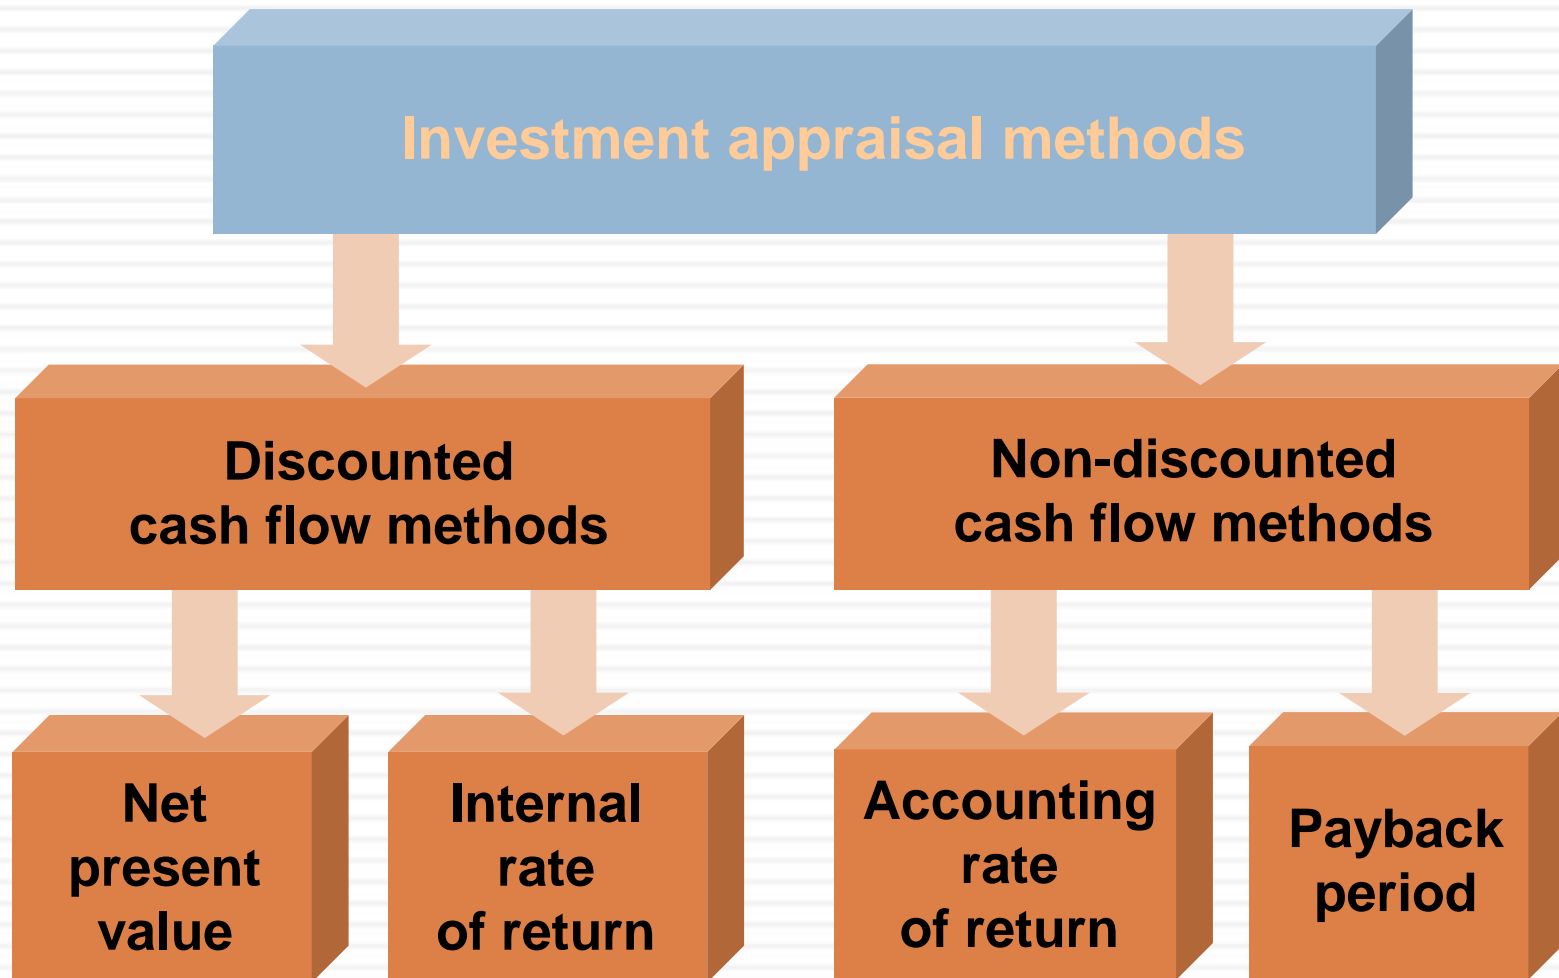 Investment appraisal methods
Discounted
cash flow methods
Non-discounted
cash flow methods
Net
present
value
Internal
rate
of return
Accounting
rate
of return
Payback
period